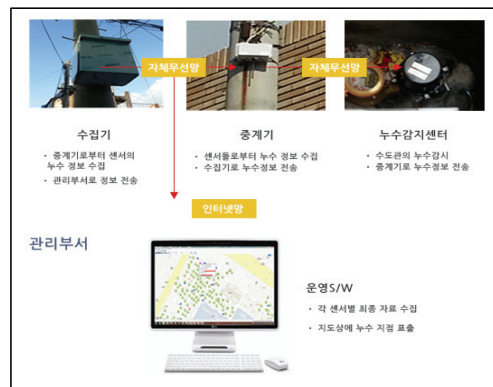 자체무선망
자체무선망
수집기
· 중계기로부터 센서의
누수 정보 수집
· 관리부서로 정보 전송
중계기
· 센서들로부터 누수 정보 수집
· 수집기로 누수정보 전송
누수감지센터
· 수도관의 누수감시
· 중계기로 누수정보 전송
인터넷망
관리부서
운영S/W
· 각 센서별 최종 자료 수집
· 지도상에 누수 지점 표출